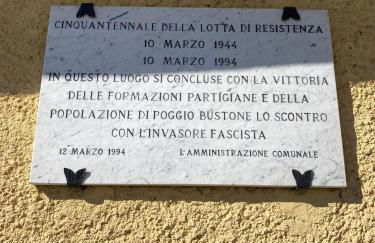 CINQUANTENNALE DELLA LOTTA DI RESISTENZA
10 MARZO 1944
10 MARZO 1994
IN QUESTO LUOGO SI CONCLUSE CON LA VITTORIA
DELLE FORMAZIONI PARTIGIANE E DELLA
POPOLAZIONE DI POGGIO BUSTONE LO SCONTRO
CON L'INVASORE FASCISTA
12 MARZO 1994 L'AMMINISTRAZIONE COMUNALE